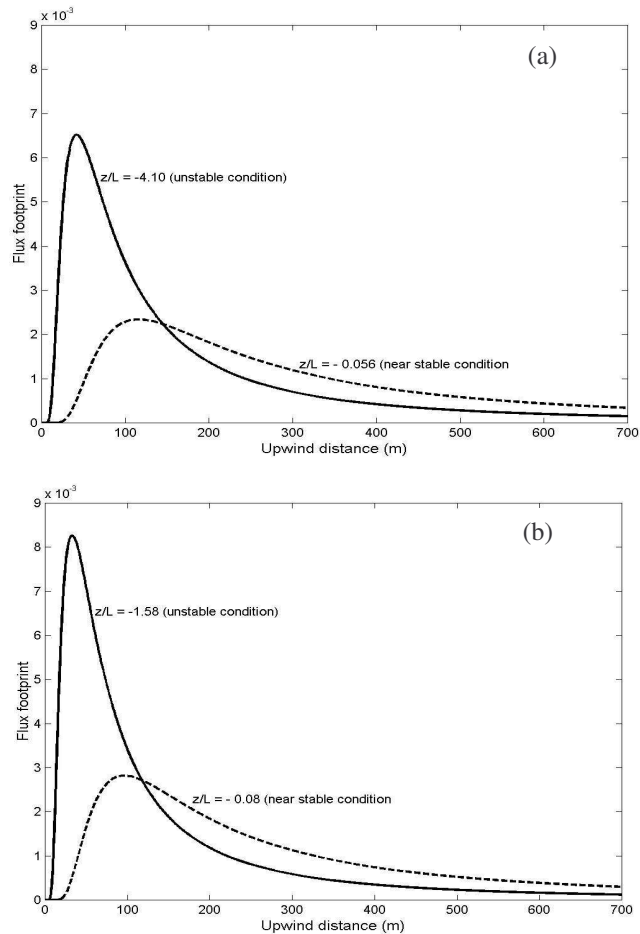 x 10⁻³
(a)
9
8
7
6
5
4
3
2
1
0
Flux footprint
z/L = -4.10 (unstable condition)
z/L = - 0.056 (near stable condition
0 100 200 300 400 500 600 700
Upwind distance (m)
x 10⁻³
(b)
9
8
7
6
5
4
3
2
1
0
Flux footprint
z/L = -1.58 (unstable condition)
z/L = - 0.08 (near stable condition
0 100 200 300 400 500 600 700
Upwind distance (m)